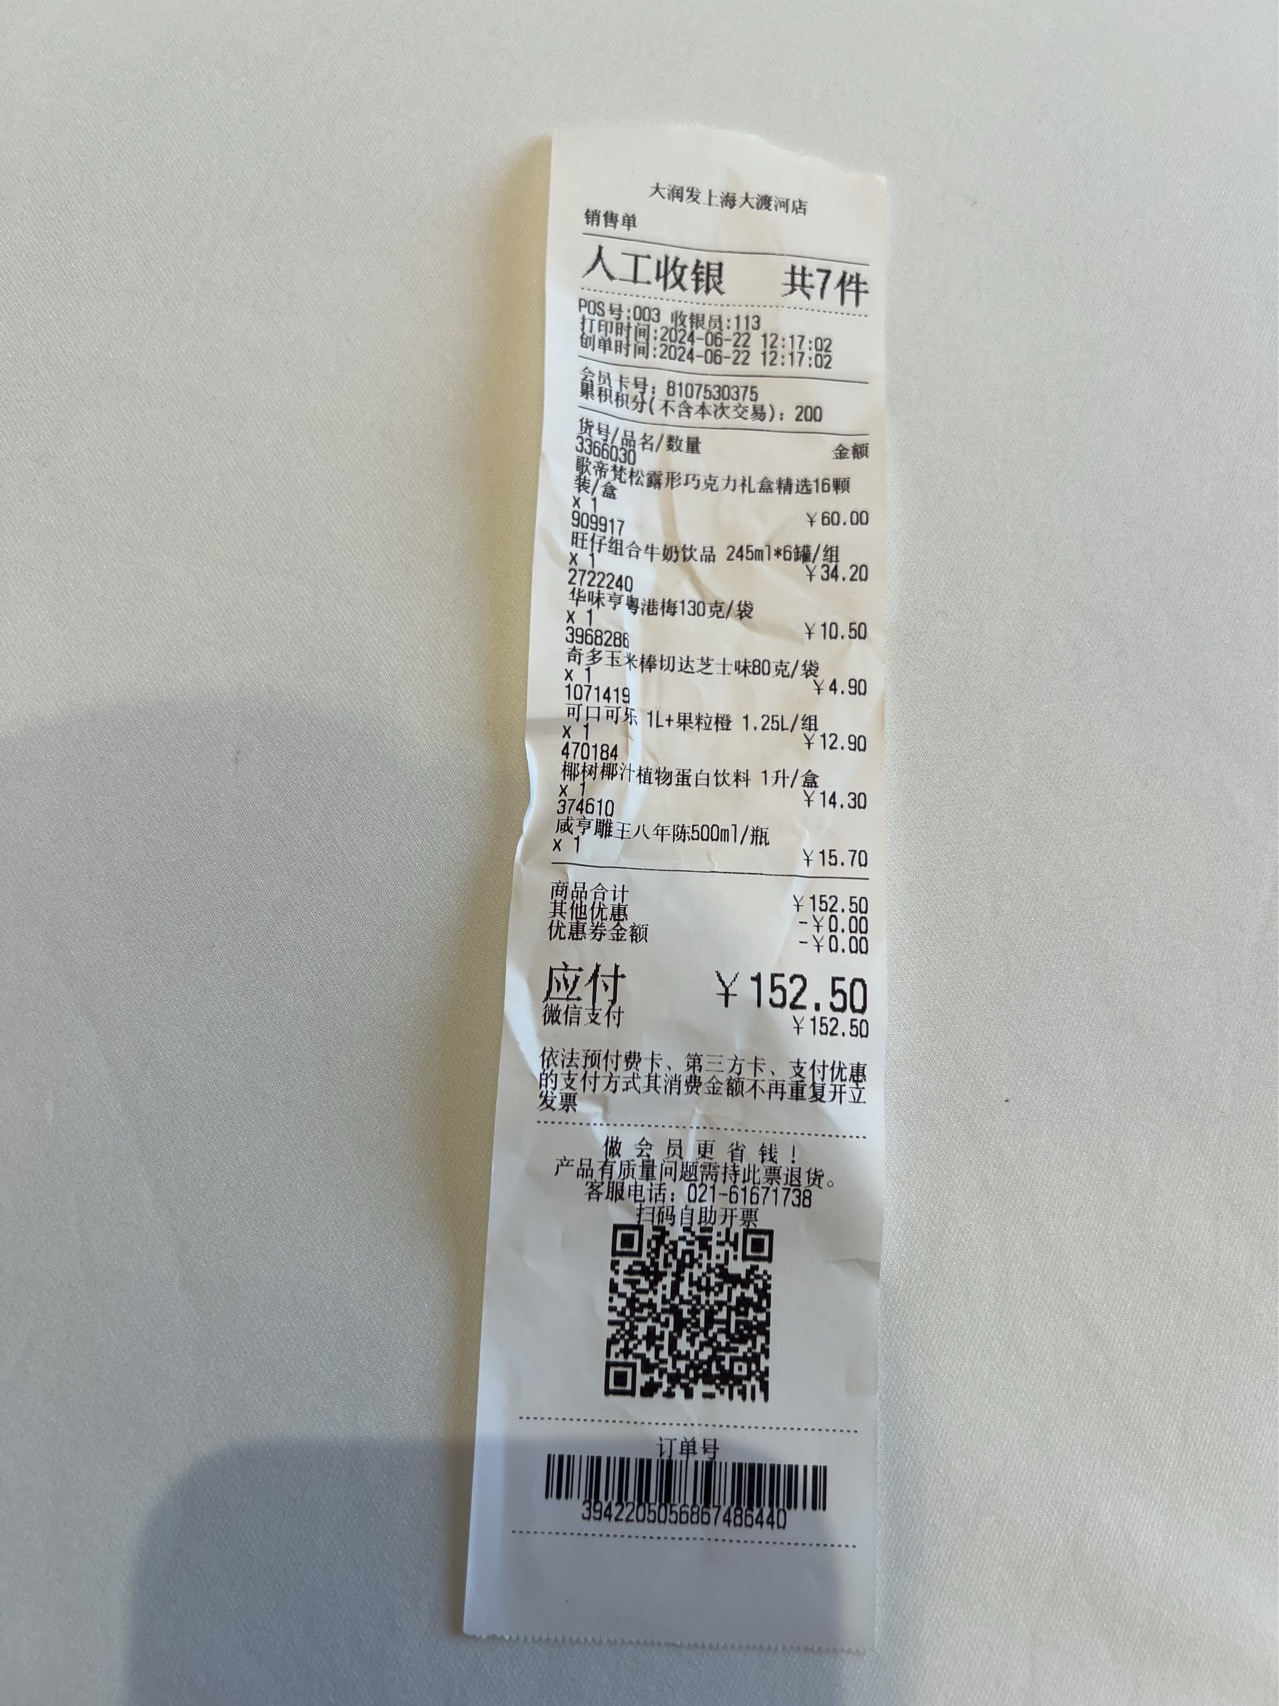 大润发上海大渡河店
销售单
人工收银 共7件
POS号:003 收银员:113
打印时间:2024-06-22 12:17:02
创单时间:2024-06-22 12:17:02
会员卡号: 8107530375
累积积分(不含本次交易): 200
货号/品名/数量 金额
3366030
歌帝梵松露形巧克力礼盒精选16颗
装/盒
x 1 ¥60.00
909917
旺仔组合牛奶饮品 245ml*6罐/组
x 1 ¥34.20
2722240
华味亨粤港梅130克/袋
x 1 ¥10.50
3968286
奇多玉米棒切达芝士味80克/袋
x 1 ¥4.90
1071419
可口可乐 1L+果粒橙 1.25L/组
x 1 ¥12.90
470184
椰树椰汁植物蛋白饮料 1升/盒
x 1 ¥14.30
374610
咸亨雕王八年陈500ml/瓶
x 1 ¥15.70
商品合计 ¥152.50
其他优惠 -¥0.00
优惠券金额 -¥0.00
应付 ¥152.50
微信支付 ¥152.50
依法预付费卡、第三方卡、支付优惠
的支付方式其消费金额不再重复开立
发票
做会员更省钱!
产品有质量问题需持此票退货。
客服电话: 021-61671738
扫码自助开票
订单号
3942205056867486440